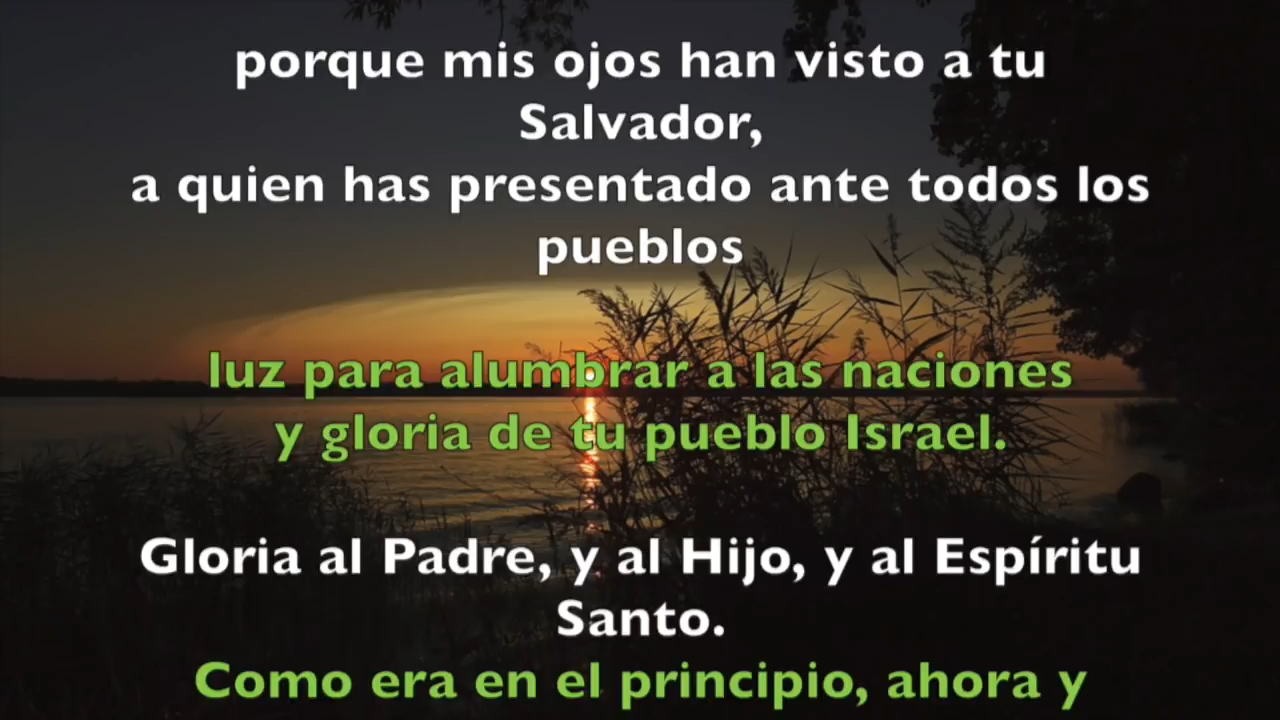 porque mis ojos han visto a tu
Salvador,
a quien has presentado ante todos los
pueblos
luz para alumbrar a las naciones
y gloria de tu pueblo Israel.
Gloria al Padre, y al Hijo, y al Espíritu
Santo.
Como era en el principio, ahora y